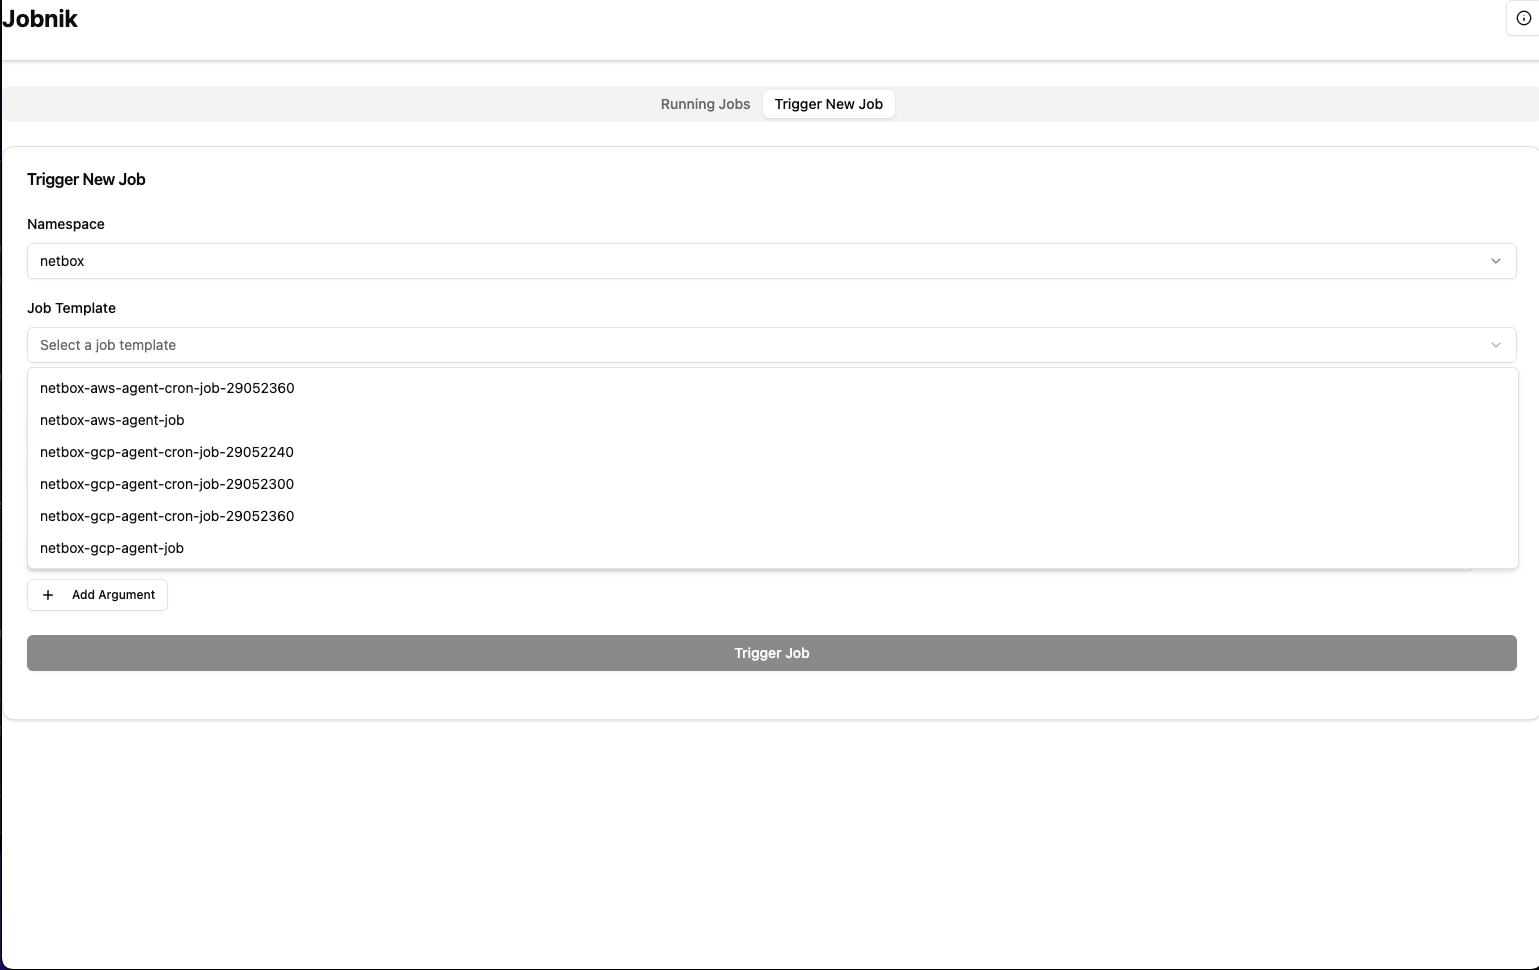 Jobnik
Running Jobs Trigger New Job
Trigger New Job
Namespace
netbox
Job Template
Select a job template
netbox-aws-agent-cron-job-29052360
netbox-aws-agent-job
netbox-gcp-agent-cron-job-29052240
netbox-gcp-agent-cron-job-29052300
netbox-gcp-agent-cron-job-29052360
netbox-gcp-agent-job
+ Add Argument
Trigger Job